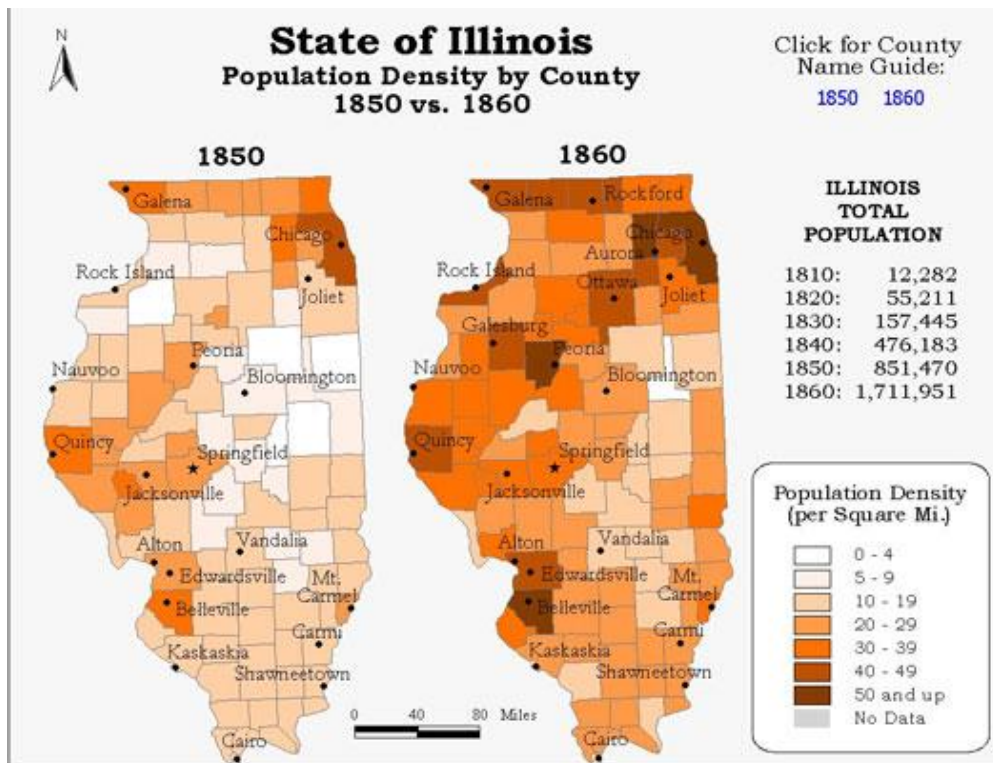 N
State of Illinois
Population Density by County
1850 vs. 1860
Click for County
Name Guide:
1850 1860
1850
Galena
Chicago
Rock Island
Joliet
Peoria
Nauvoo
Bloomington
Quincy
Springfield
Jacksonville
Alton
Vandalia
Edwardsville
Mt.
Carmel
Belleville
Carmi
Kaskaskia
Shawneetown
Cairo
0 40 80 Miles
1860
Galena
Rockford
Chicago
Aurora
Rock Island
Ottawa
Joliet
Galesburg
Peoria
Nauvoo
Bloomington
Quincy
Springfield
Jacksonville
Alton
Vandalia
Edwardsville
Mt.
Carmel
Belleville
Carmi
Kaskaskia
Shawneetown
Cairo
ILLINOIS
TOTAL
POPULATION
1810: 12,282
1820: 55,211
1830: 157,445
1840: 476,183
1850: 851,470
1860: 1,711,951
Population Density
(per Square Mi.)
0 - 4
5 - 9
10 - 19
20 - 29
30 - 39
40 - 49
50 and up
No Data